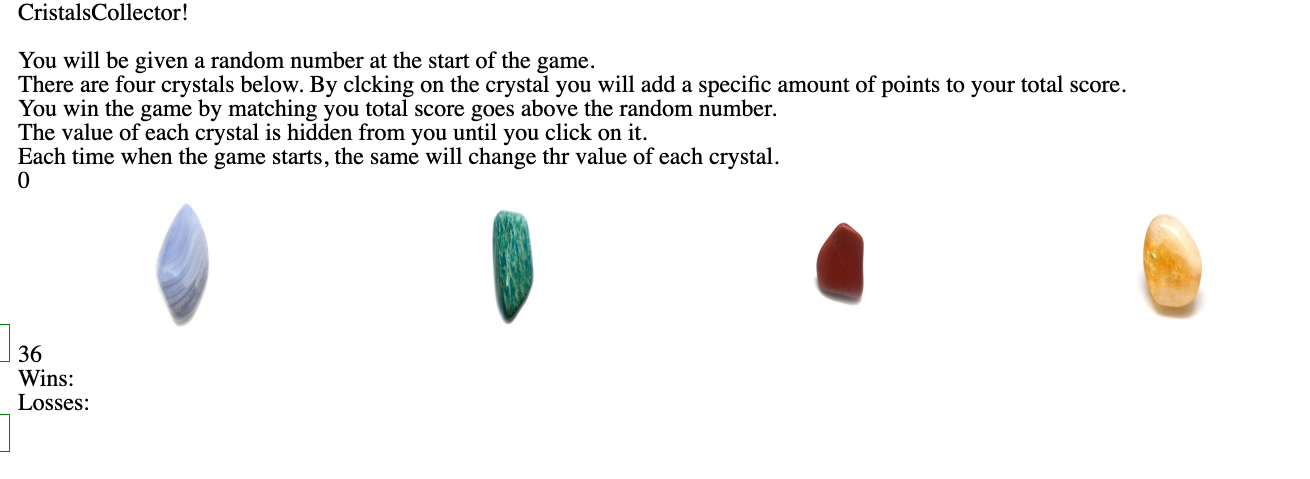 CristalsCollector!
You will be given a random number at the start of the game.
There are four crystals below. By clcking on the crystal you will add a specific amount of points to your total score.
You win the game by matching you total score goes above the random number.
The value of each crystal is hidden from you until you click on it.
Each time when the game starts, the same will change thr value of each crystal.
0
36
Wins:
Losses: